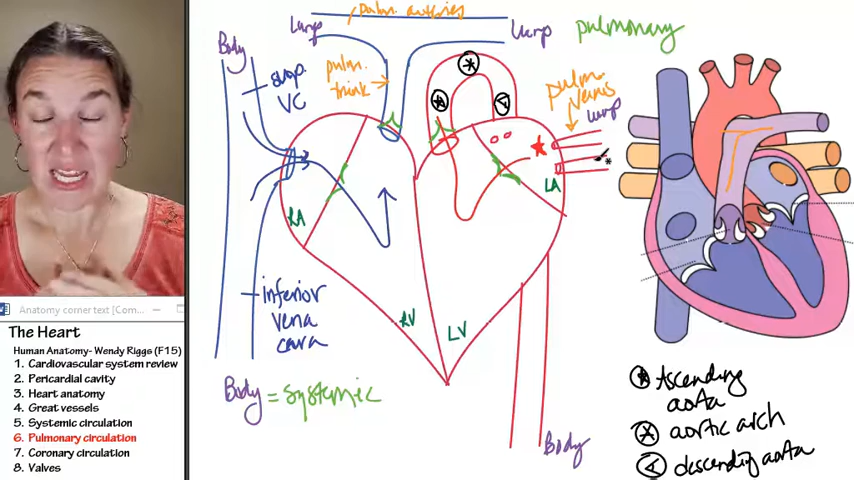 pulm. arteries
lung
lung
pulmonary
Body
sup.
VC
pulm.
trunk
pulm.
veins
lung
RA
LA
inferior
vena
cava
RV
LV
Body = systemic
Body
Ascending
aorta
aortic arch
descending aorta
Anatomy corner text [Com...
The Heart
Human Anatomy- Wendy Riggs (F15)
1. Cardiovascular system review
2. Pericardial cavity
3. Heart anatomy
4. Great vessels
5. Systemic circulation
6. Pulmonary circulation
7. Coronary circulation
8. Valves